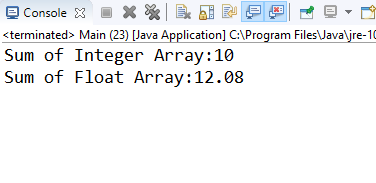 Console
<terminated> Main (23) [Java Application] C:\Program Files\Java\jre-10
Sum of Integer Array:10
Sum of Float Array:12.08